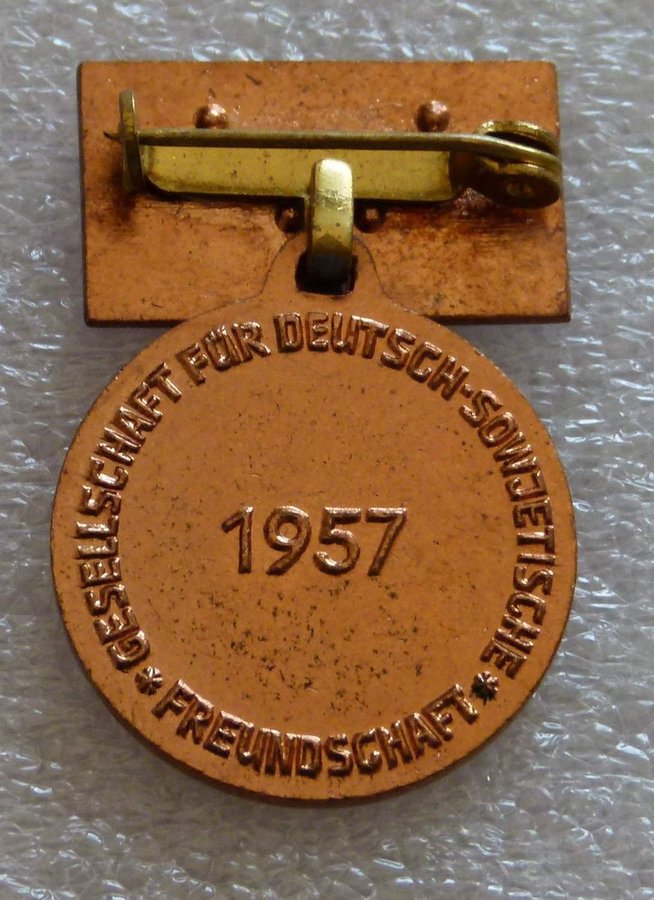 GESELLSCHAFT FÜR DEUTSCH-SOWJETISCHE
* FREUNDSCHAFT *
1957